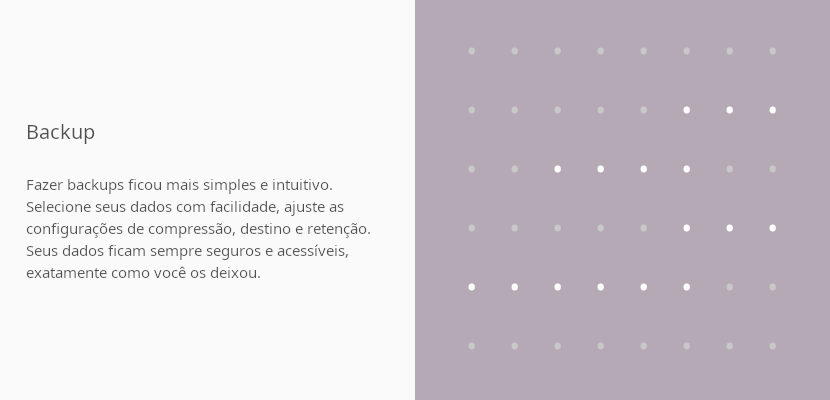 Backup
Fazer backups ficou mais simples e intuitivo.
Selecione seus dados com facilidade, ajuste as
configurações de compressão, destino e retenção.
Seus dados ficam sempre seguros e acessíveis,
exatamente como você os deixou.